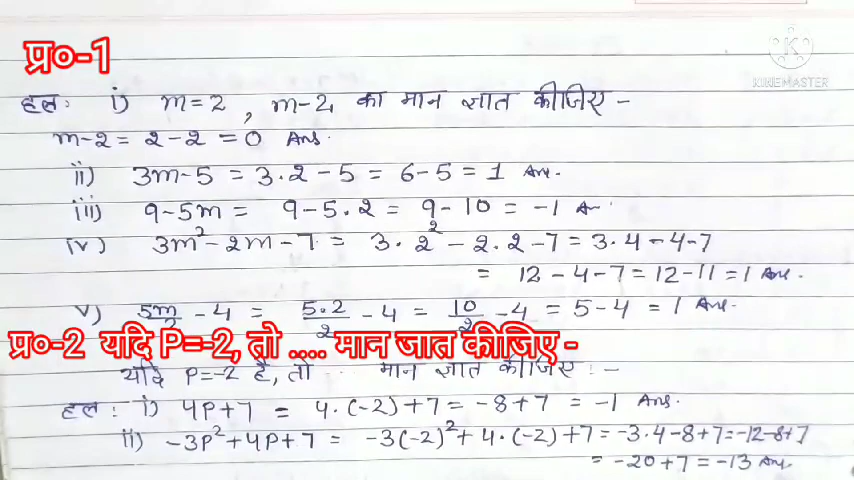 KINEMASTER
प्र०-1
हलः i) m=2, m-2 का मान ज्ञात कीजिए -
m-2 = 2-2 = 0 Ans.
ii) 3m-5 = 3.2-5 = 6-5 = 1 Ans.
iii) 9-5m = 9-5.2 = 9-10 = -1 An
iv) 3m²-2m-7 = 3.2²-2.2-7 = 3.4-4-7
= 12-4-7 = 12-11 = 1 Ans.
v) 5m/2 -4 = 5.2/2 -4 = 10/2 -4 = 5-4 = 1 Ans.
प्र०-2 यदि P=-2, तो .... मान जात कीजिए -
यदि P=-2 है, तो ... मान ज्ञात कीजिए :-
हल : i) 4P+7 = 4.(-2)+7 = -8+7 = -1 Ans.
ii) -3P²+4P+7 = -3(-2)²+4.(-2)+7 = -3.4-8+7 = -12-8+7
= -20+7 = -13 Ans.